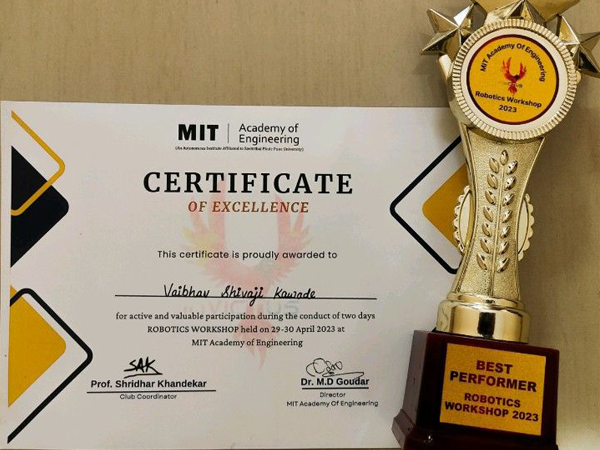 MIT
Academy of
Engineering
(An Autonomous Institute Affiliated to Savitribai Phule Pune University)
CERTIFICATE
OF EXCELLENCE
This certificate is proudly awarded to
Vaibhav Shivaji Kawade
for active and valuable participation during the conduct of two days
ROBOTICS WORKSHOP held on 29-30 April 2023 at
MIT Academy of Engineering
SAK
Prof. Shridhar Khandekar
Club Coordinator
Dr. M.D Goudar
Director
MIT Academy Of Engineering
MIT Academy Of Engineering
Robotics Workshop
2023
BEST
PERFORMER
ROBOTICS
WORKSHOP 2023